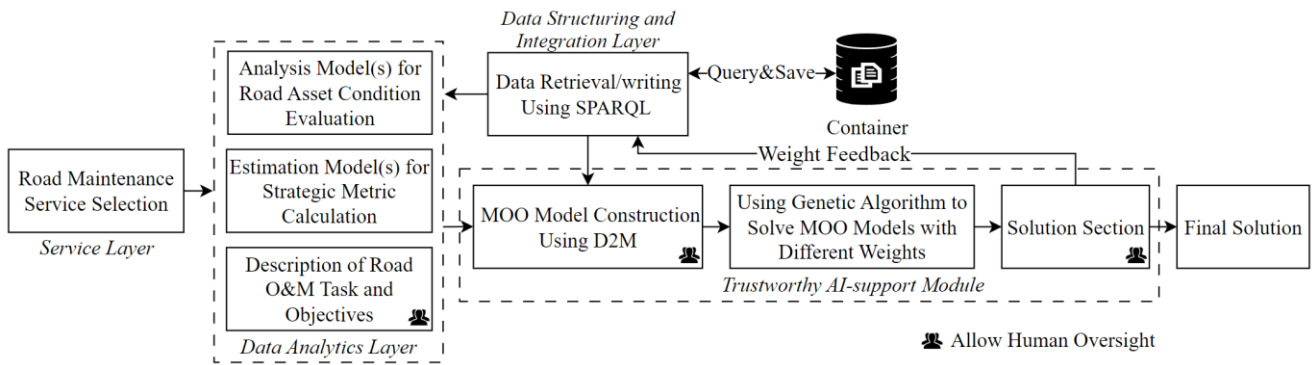 Data Structuring and
Integration Layer
Analysis Model(s) for
Road Asset Condition
Evaluation
Data Retrieval/writing
Using SPARQL
Query&Save
Container
Weight Feedback
Road Maintenance
Service Selection
Service Layer
Estimation Model(s) for
Strategic Metric
Calculation
MOO Model Construction
Using D2M
Using Genetic Algorithm to
Solve MOO Models with
Different Weights
Solution Section
Final Solution
Description of Road
O&M Task and
Objectives
Trustworthy AI-support Module
Data Analytics Layer
Allow Human Oversight